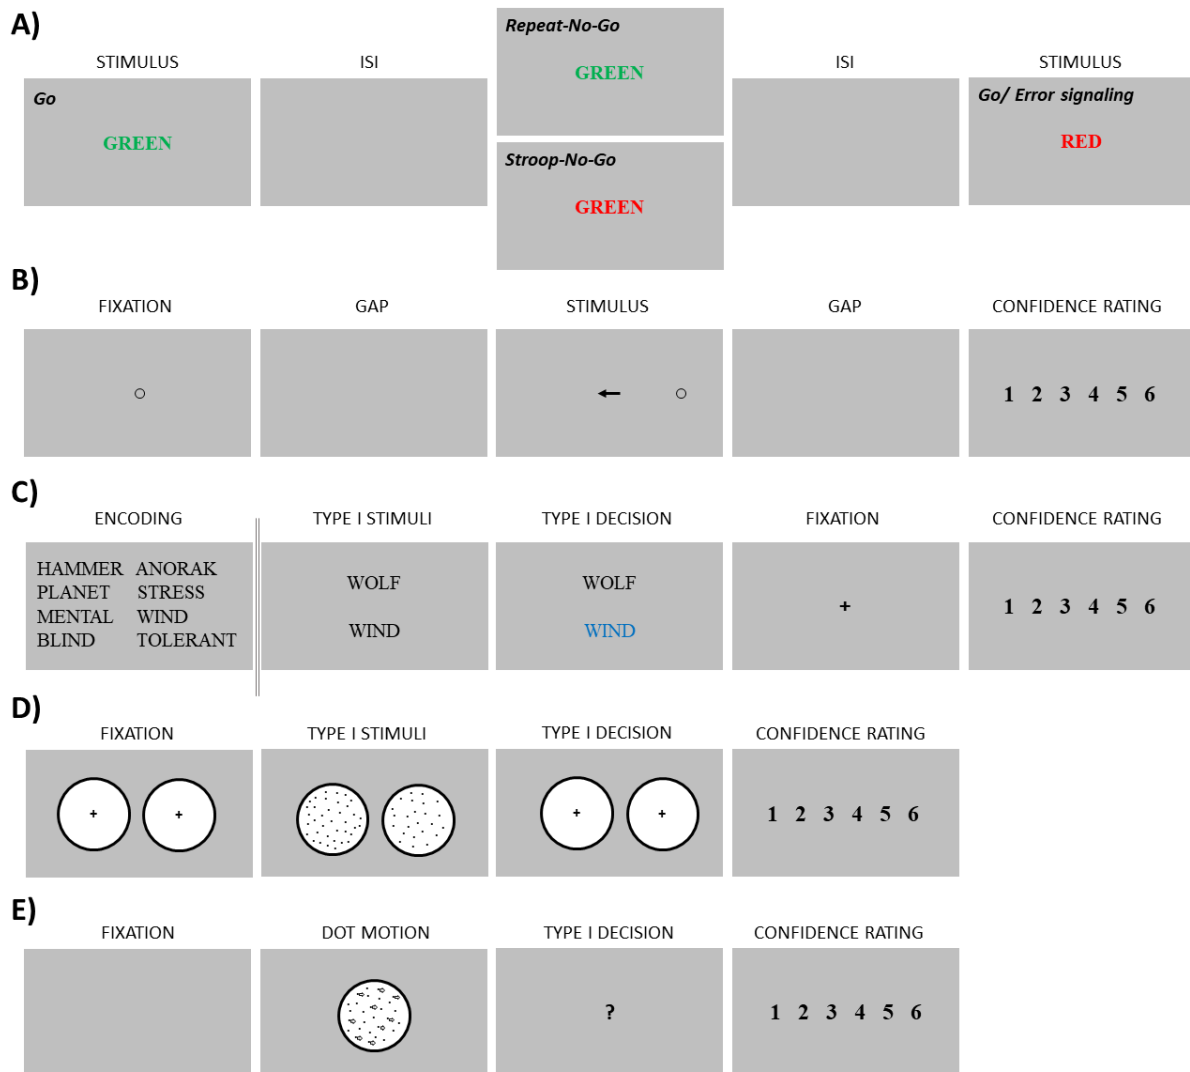 A)
STIMULUS
ISI
Repeat-No-Go
GREEN
ISI
STIMULUS
Go
GREEN
Stroop-No-Go
GREEN
Go/ Error signaling
RED
B)
FIXATION
GAP
STIMULUS
GAP
CONFIDENCE RATING
1 2 3 4 5 6
C)
ENCODING
TYPE I STIMULI
TYPE I DECISION
FIXATION
CONFIDENCE RATING
HAMMER ANORAK
PLANET STRESS
MENTAL WIND
BLIND TOLERANT
WOLF
WIND
WOLF
WIND
+
1 2 3 4 5 6
D)
FIXATION
TYPE I STIMULI
TYPE I DECISION
CONFIDENCE RATING
+ +
+ +
1 2 3 4 5 6
E)
FIXATION
DOT MOTION
TYPE I DECISION
CONFIDENCE RATING
?
1 2 3 4 5 6